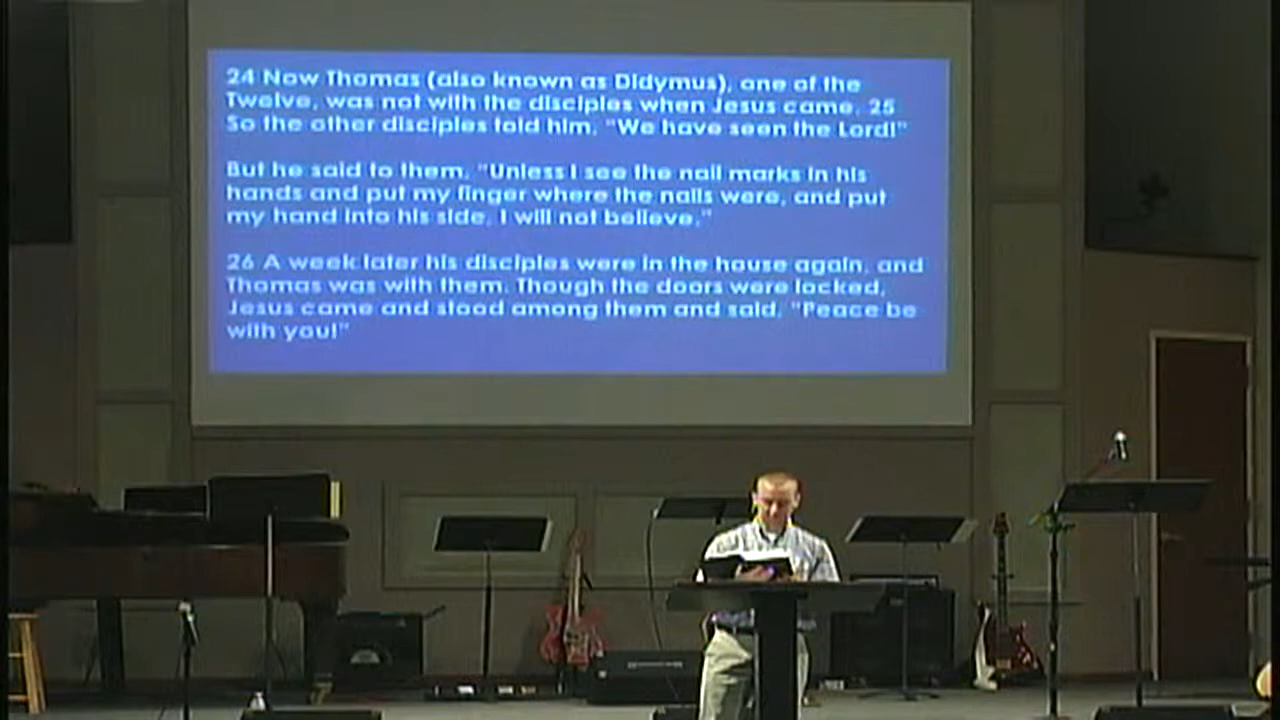 24 Now Thomas (also known as Didymus), one of the
Twelve, was not with the disciples when Jesus came. 25
So the other disciples told him, "We have seen the Lord!"
But he said to them, "Unless I see the nail marks in his
hands and put my finger where the nails were, and put
my hand into his side, I will not believe."
26 A week later his disciples were in the house again, and
Thomas was with them. Though the doors were locked,
Jesus came and stood among them and said, "Peace be
with you!"